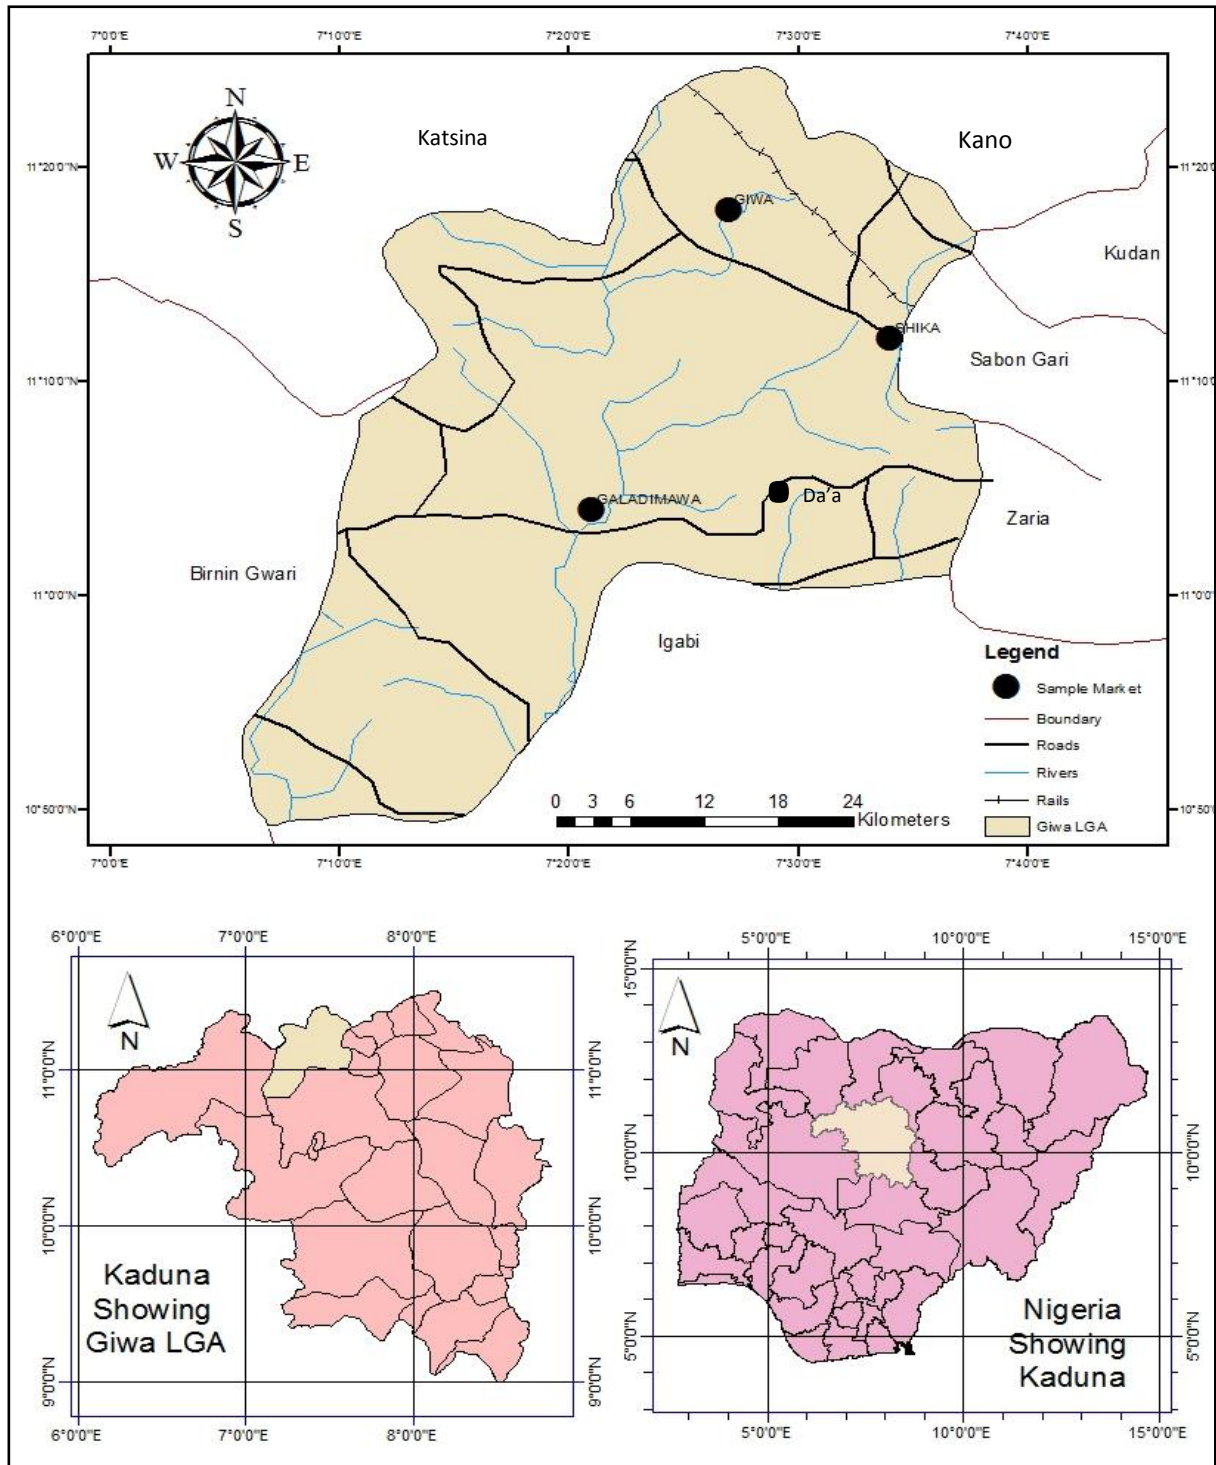 7°0'0"E 7°10'0"E 7°20'0"E 7°30'0"E 7°40'0"E
N
W E
S
Katsina
Kano
11°20'0"N 11°20'0"N
GIWA
Kudan
SHIKA
Sabon Gari
11°10'0"N 11°10'0"N
GALADIMAWA
Da'a
Zaria
Birnin Gwari
11°0'0"N 11°0'0"N
Igabi
Legend
Sample Market
Boundary
Roads
Rivers
Rails
Giwa LGA
0 3 6 12 18 24
Kilometers
10°50'0"N 10°50'0"
7°0'0"E 7°10'0"E 7°20'0"E 7°30'0"E 7°40'0"E
6°0'0"E 7°0'0"E 8°0'0"E
N
11°0'0"N 11°0'0"N
10°0'0"N 10°0'0"N
9°0'0"N 9°0'0"N
Kaduna
Showing
Giwa LGA
6°0'0"E 7°0'0"E 8°0'0"E
5°0'0"E 10°0'0"E 15°0'0"E
15°0'0"N 15°0'0"N
N
10°0'0"N 10°0'0"N
5°0'0"N 5°0'0"N
Nigeria
Showing
Kaduna
5°0'0"E 10°0'0"E 15°0'0"E